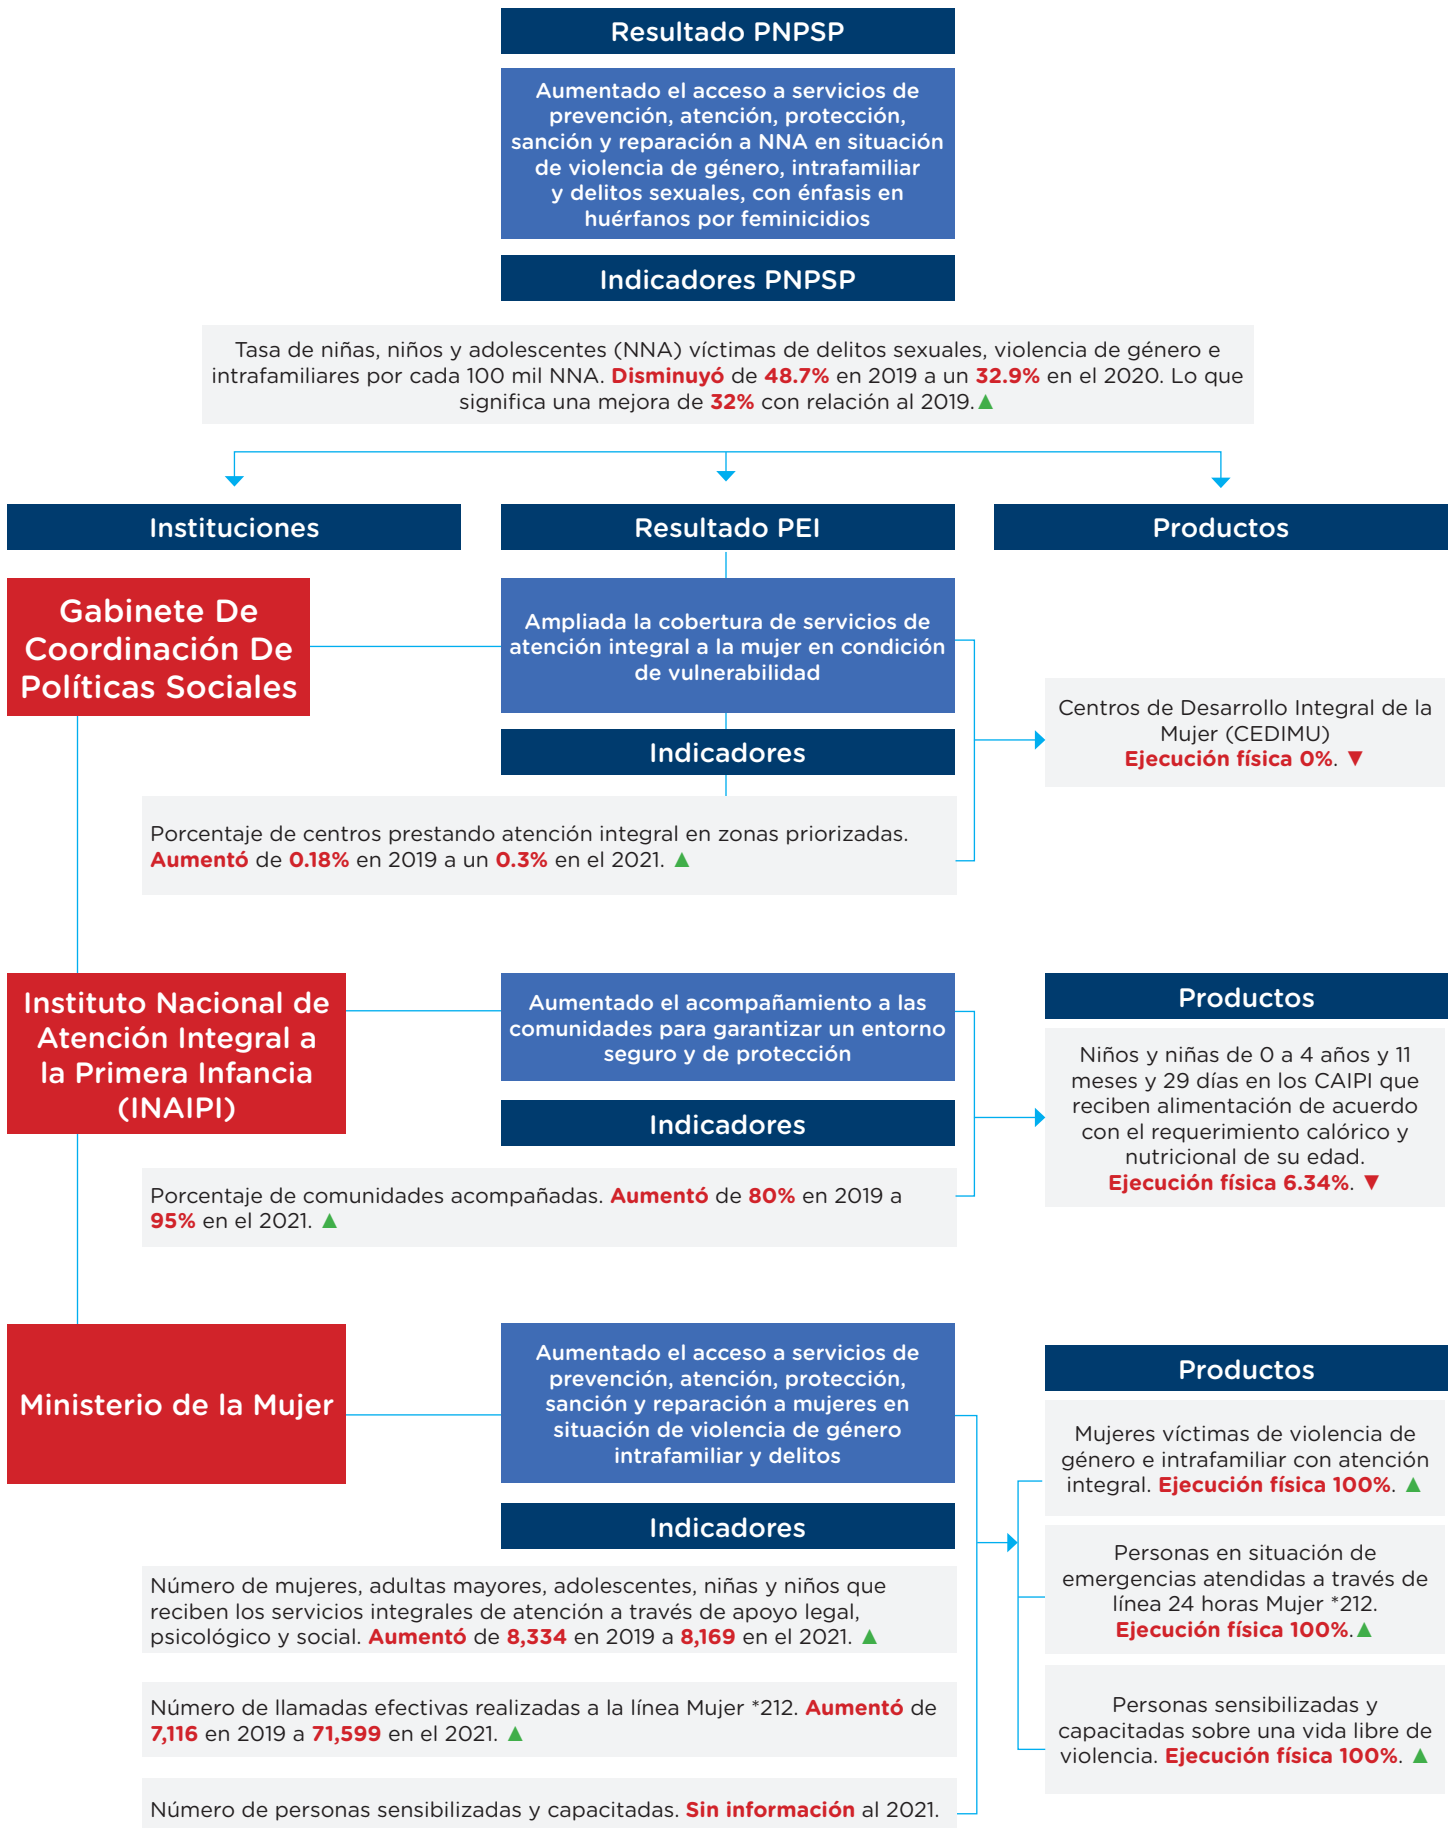 Resultado PNPSP
Aumentado el acceso a servicios de
prevención, atención, protección,
sanción y reparación a NNA en situación
de violencia de género, intrafamiliar
y delitos sexuales, con énfasis en
huérfanos por feminicidios
Indicadores PNPSP
Tasa de niñas, niños y adolescentes (NNA) víctimas de delitos sexuales, violencia de género e
intrafamiliares por cada 100 mil NNA. Disminuyó de 48.7% en 2019 a un 32.9% en el 2020. Lo que
significa una mejora de 32% con relación al 2019.▲
Instituciones
Resultado PEI
Productos
Gabinete De
Coordinación De
Políticas Sociales
Ampliada la cobertura de servicios de
atención integral a la mujer en condición
de vulnerabilidad
Indicadores
Porcentaje de centros prestando atención integral en zonas priorizadas.
Aumentó de 0.18% en 2019 a un 0.3% en el 2021. ▲
Centros de Desarrollo Integral de la
Mujer (CEDIMU)
Ejecución física 0%. ▼
Instituto Nacional de
Atención Integral a
la Primera Infancia
(INAIPI)
Aumentado el acompañamiento a las
comunidades para garantizar un entorno
seguro y de protección
Indicadores
Porcentaje de comunidades acompañadas. Aumentó de 80% en 2019 a
95% en el 2021. ▲
Productos
Niños y niñas de 0 a 4 años y 11
meses y 29 días en los CAIPI que
reciben alimentación de acuerdo
con el requerimiento calórico y
nutricional de su edad.
Ejecución física 6.34%. ▼
Ministerio de la Mujer
Aumentado el acceso a servicios de
prevención, atención, protección,
sanción y reparación a mujeres en
situación de violencia de género
intrafamiliar y delitos
Indicadores
Número de mujeres, adultas mayores, adolescentes, niñas y niños que
reciben los servicios integrales de atención a través de apoyo legal,
psicológico y social. Aumentó de 8,334 en 2019 a 8,169 en el 2021. ▲
Número de llamadas efectivas realizadas a la línea Mujer *212. Aumentó de
7,116 en 2019 a 71,599 en el 2021. ▲
Número de personas sensibilizadas y capacitadas. Sin información al 2021.
Productos
Mujeres víctimas de violencia de
género e intrafamiliar con atención
integral. Ejecución física 100%. ▲
Personas en situación de
emergencias atendidas a través de
línea 24 horas Mujer *212.
Ejecución física 100%.▲
Personas sensibilizadas y
capacitadas sobre una vida libre de
violencia. Ejecución física 100%. ▲